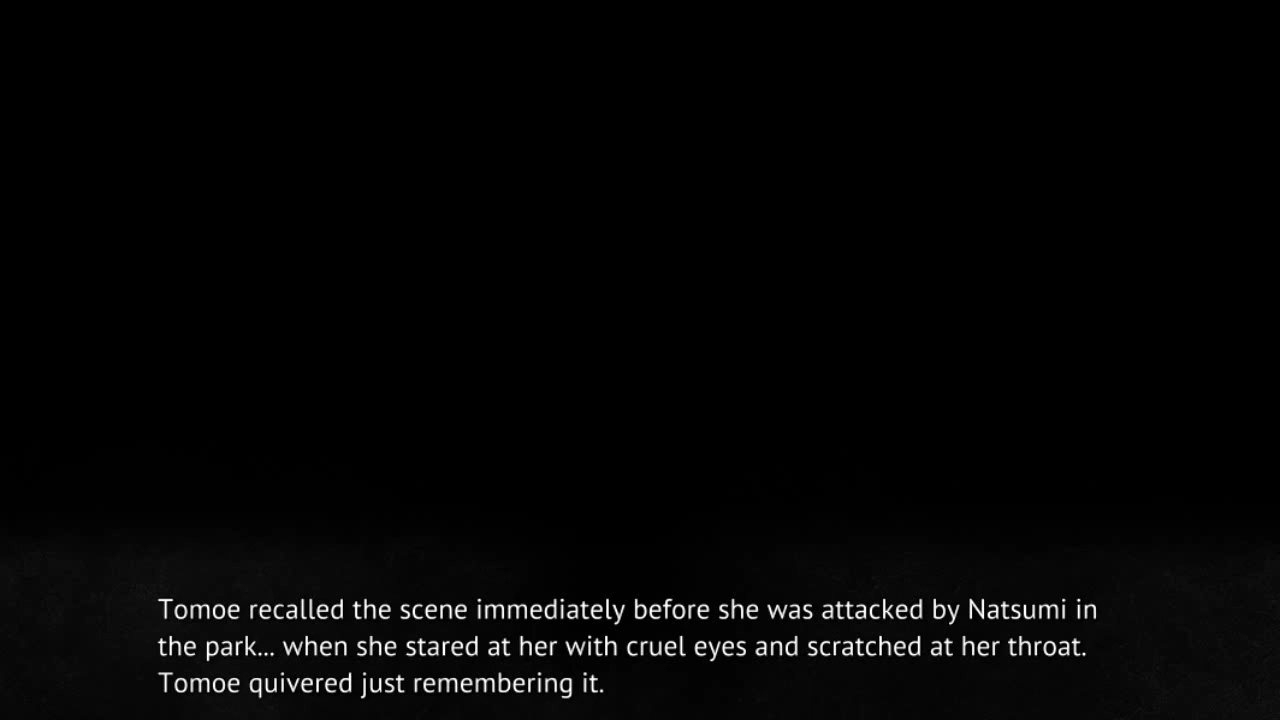 Tomoe recalled the scene immediately before she was attacked by Natsumi in
the park... when she stared at her with cruel eyes and scratched at her throat.
Tomoe quivered just remembering it.